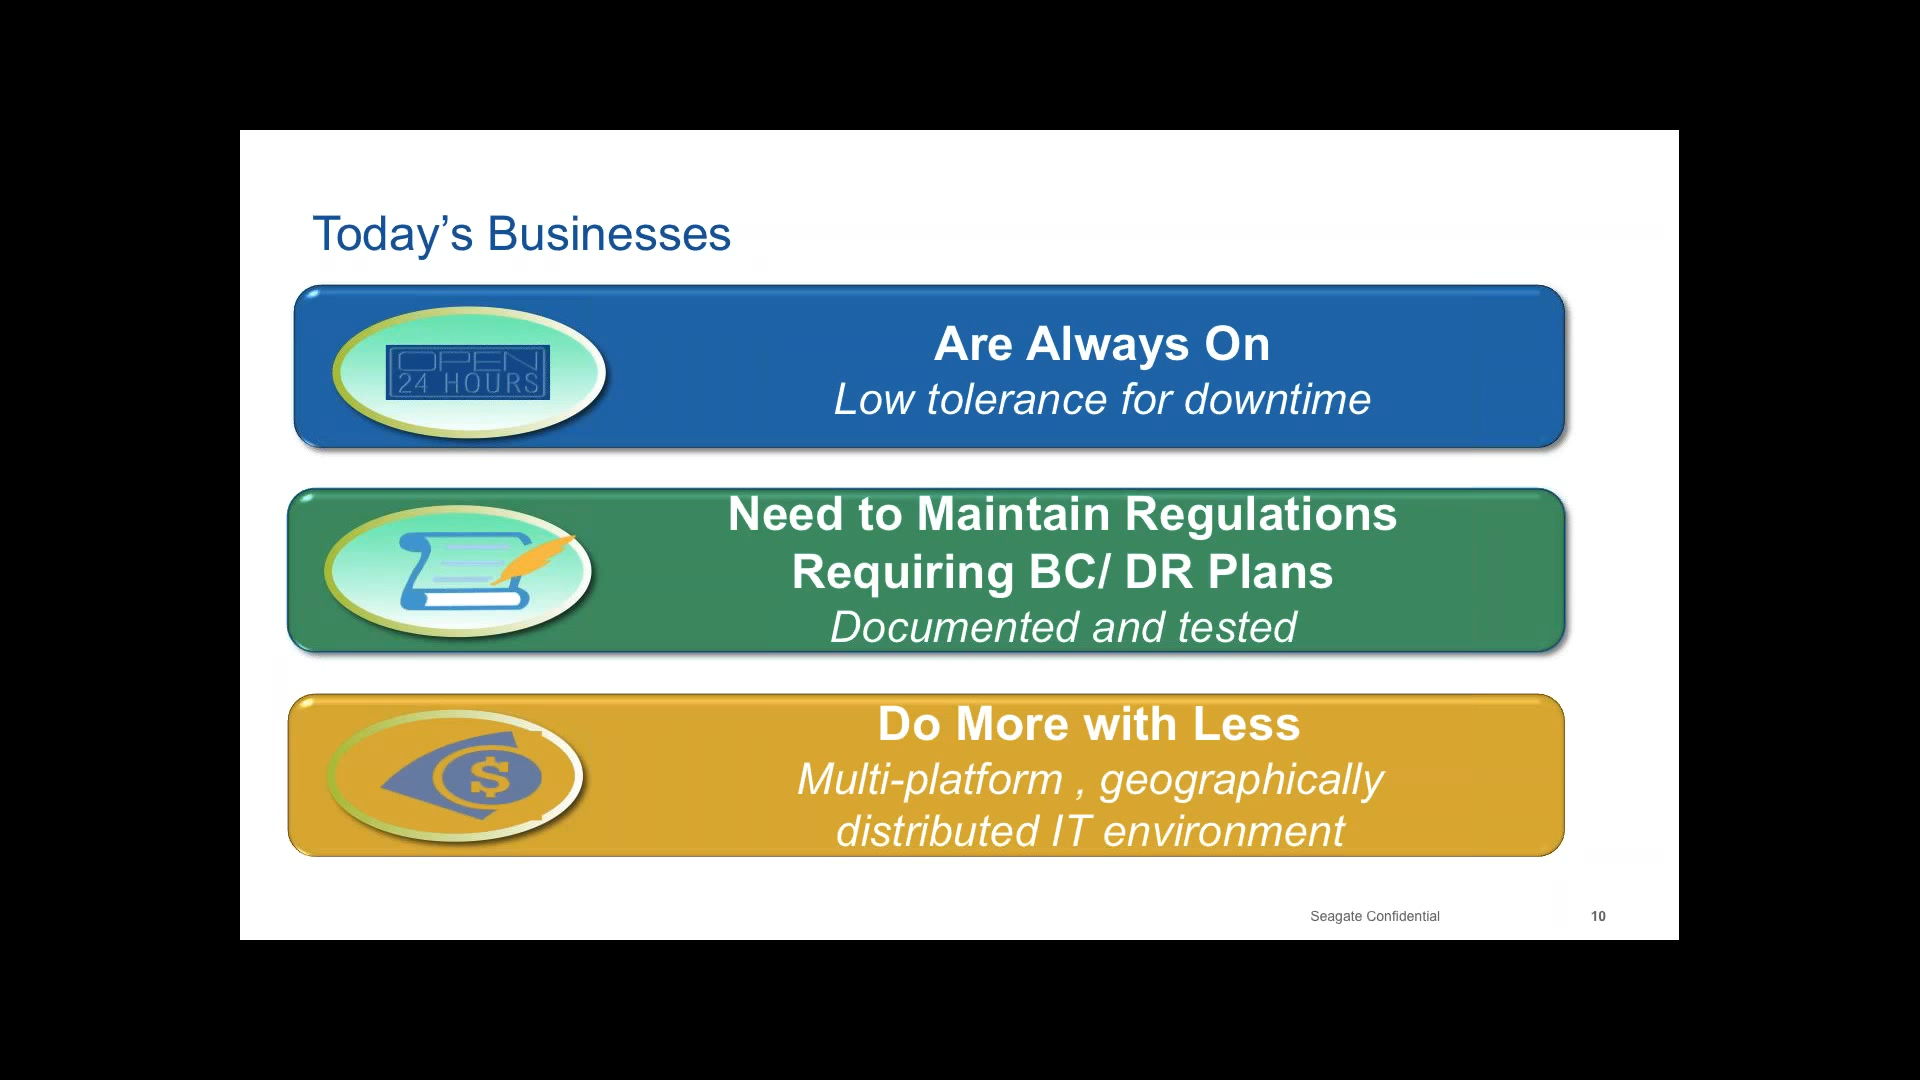 Today’s Businesses
OPEN
24 HOURS
Are Always On
Low tolerance for downtime
Need to Maintain Regulations
Requiring BC/ DR Plans
Documented and tested
Do More with Less
$
Multi-platform , geographically
distributed IT environment
Seagate Confidential
10